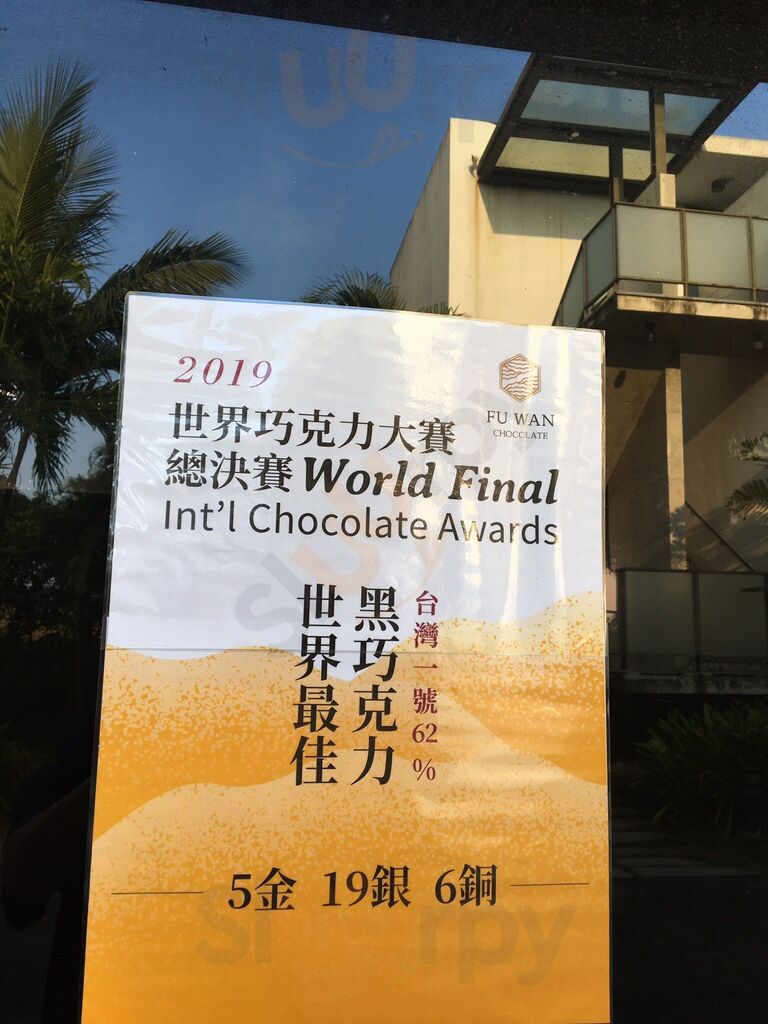 2019
FU WAN
CHOCOLATE
世界巧克力大賽
總決賽 World Final
Int'l Chocolate Awards
台灣一號62%
黑巧克力
世界最佳
5金 19銀 6銅